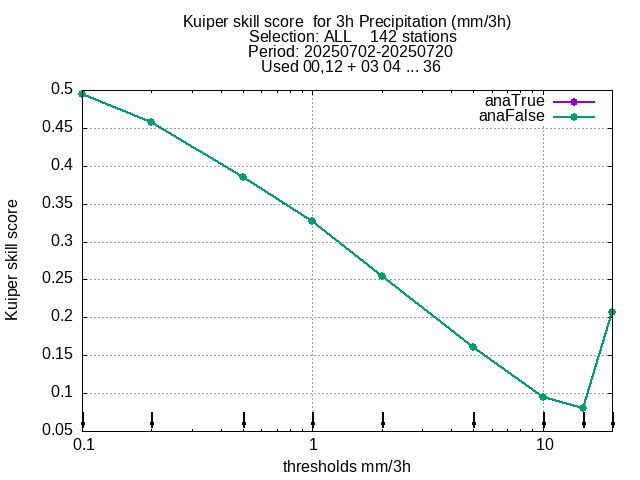 Kuiper skill score  for 3h Precipitation (mm/3h)
Selection: ALL    142 stations
Period: 20250702-20250720
Used 00,12 + 03 04 ... 36
anaTrue
anaFalse
0.5
0.45
0.4
0.35
0.3
0.25
0.2
0.15
0.1
0.05
Kuiper skill score
0.1 1 10
thresholds mm/3h